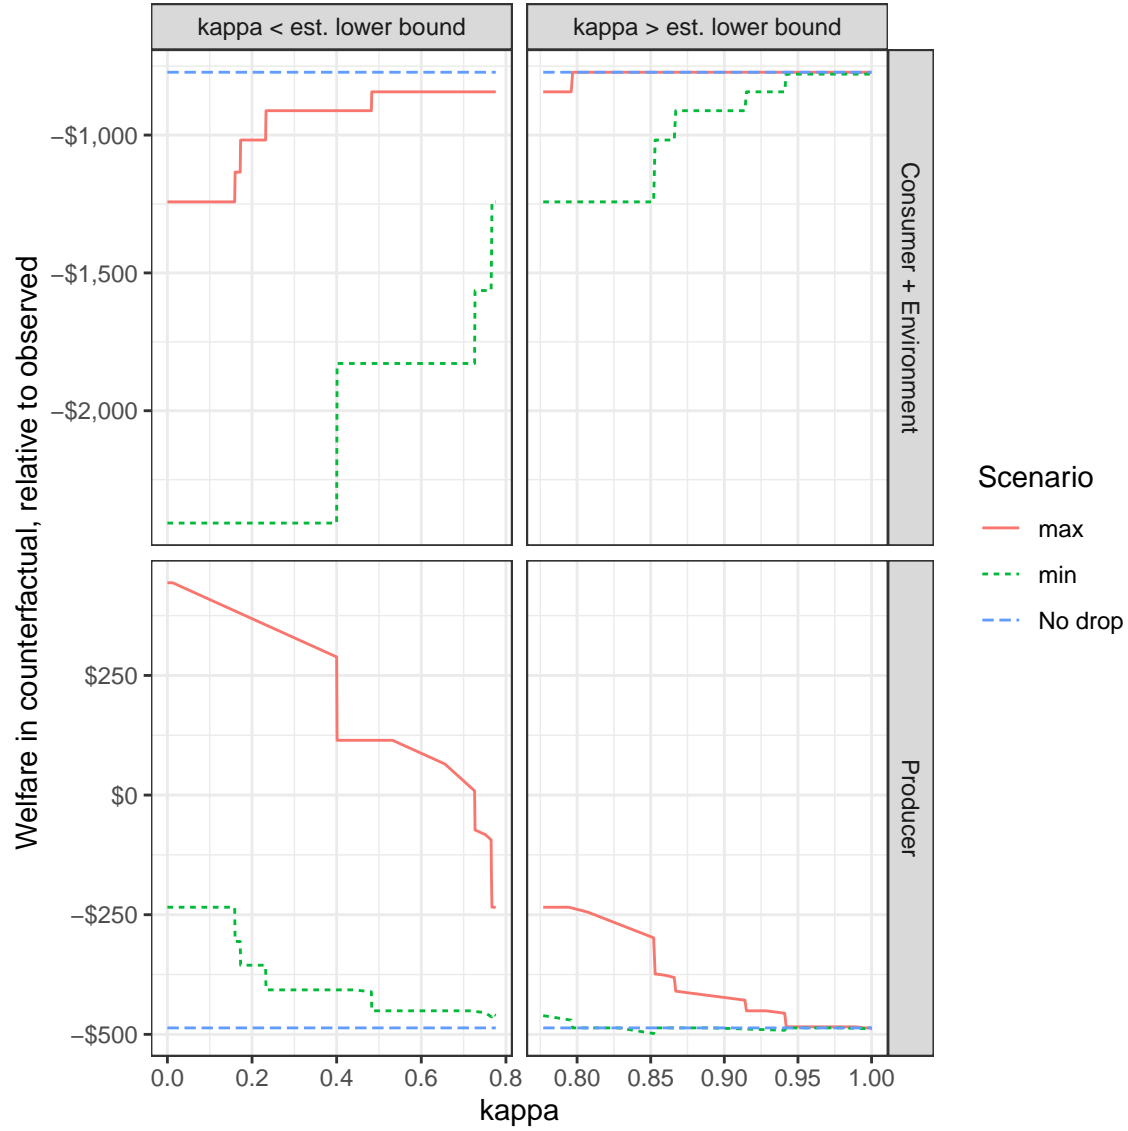 kappa < est. lower bound
kappa > est. lower bound
Welfare in counterfactual, relative to observed
−$1,000
−$1,500
−$2,000
Consumer + Environment
$250
$0
−$250
−$500
Producer
0.0
0.2
0.4
0.6
0.8
0.80
0.85
0.90
0.95
1.00
kappa
Scenario
max
min
No drop